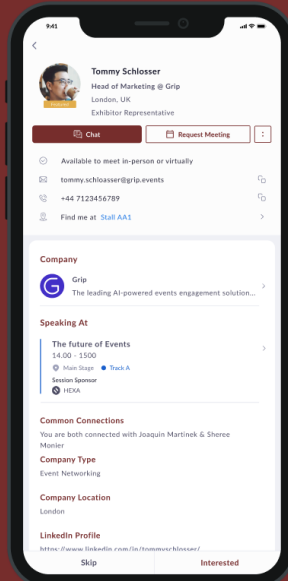 9:41
Tommy Schlosser
Head of Marketing @ Grip
London, UK
Exhibitor Representative
Chat
Request Meeting
Available to meet in-person or virtually
tommy.schloasser@grip.events
+44 7123456789
Find me at Stall AA1
Company
G
Grip
The leading AI-powered events engagement solution...
Speaking At
The future of Events
14.00 - 1500
Main Stage Track A
Session Sponsor
HEXA
Common Connections
You are both connected with Joaquin Martinek & Sheree
Monier
Company Type
Event Networking
Company Location
London
LinkedIn Profile
https://www.linkedin.com/in/tommyschlosser/
Skip
Interested